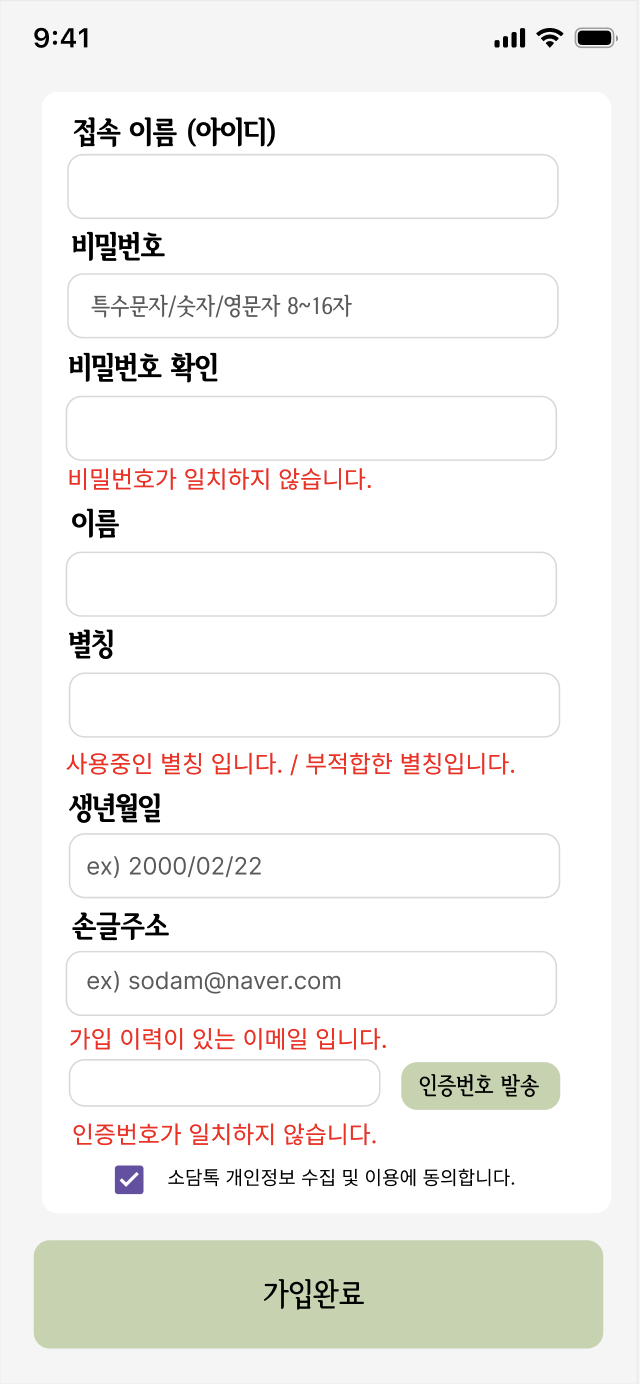 9:41
접속 이름 (아이디)
비밀번호
특수문자/숫자/영문자 8~16자
비밀번호 확인
비밀번호가 일치하지 않습니다.
이름
별칭
사용중인 별칭 입니다. / 부적합한 별칭입니다.
생년월일
ex) 2000/02/22
손글주소
ex) sodam@naver.com
가입 이력이 있는 이메일 입니다.
인증번호 발송
인증번호가 일치하지 않습니다.
소담톡 개인정보 수집 및 이용에 동의합니다.
가입완료